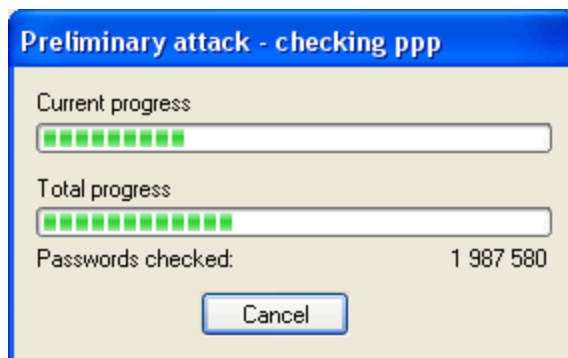 Preliminary attack - checking ppp
Current progress
Total progress
Passwords checked: 1 987 580
Cancel